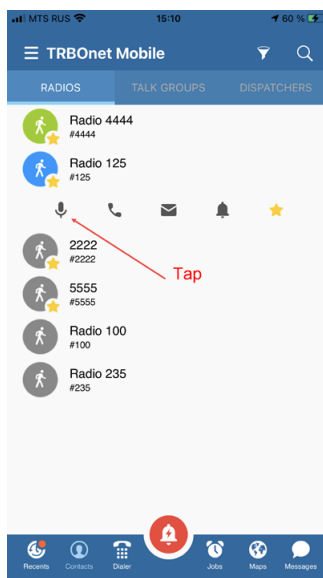 MTS RUS 15:10 60 %
TRBOnet Mobile
RADIOS TALK GROUPS DISPATCHERS
Radio 4444
#4444
Radio 125
#125
Tap
2222
#2222
5555
#5555
Radio 100
#100
Radio 235
#235
Recents Contacts Dialer Jobs Maps Messages